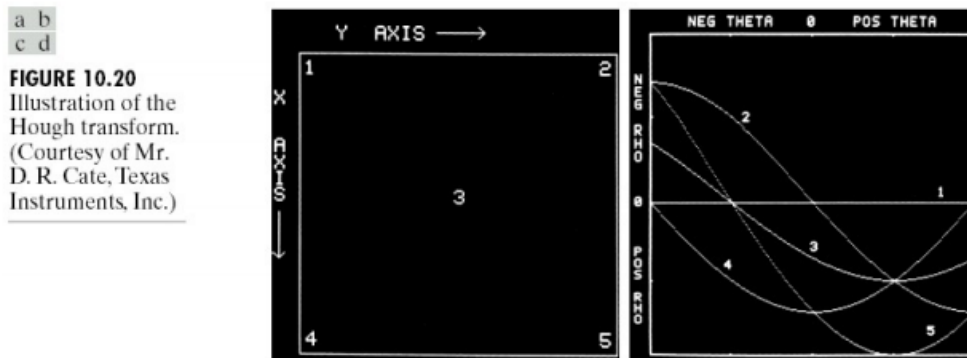 a b
c d
FIGURE 10.20
Illustration of the
Hough transform.
(Courtesy of Mr.
D. R. Cate, Texas
Instruments, Inc.)
Y AXIS
X AXIS
1
2
3
4
5
NEG THETA 0 POS THETA
NEG RHO
0
POS RHO
2
1
3
4
5